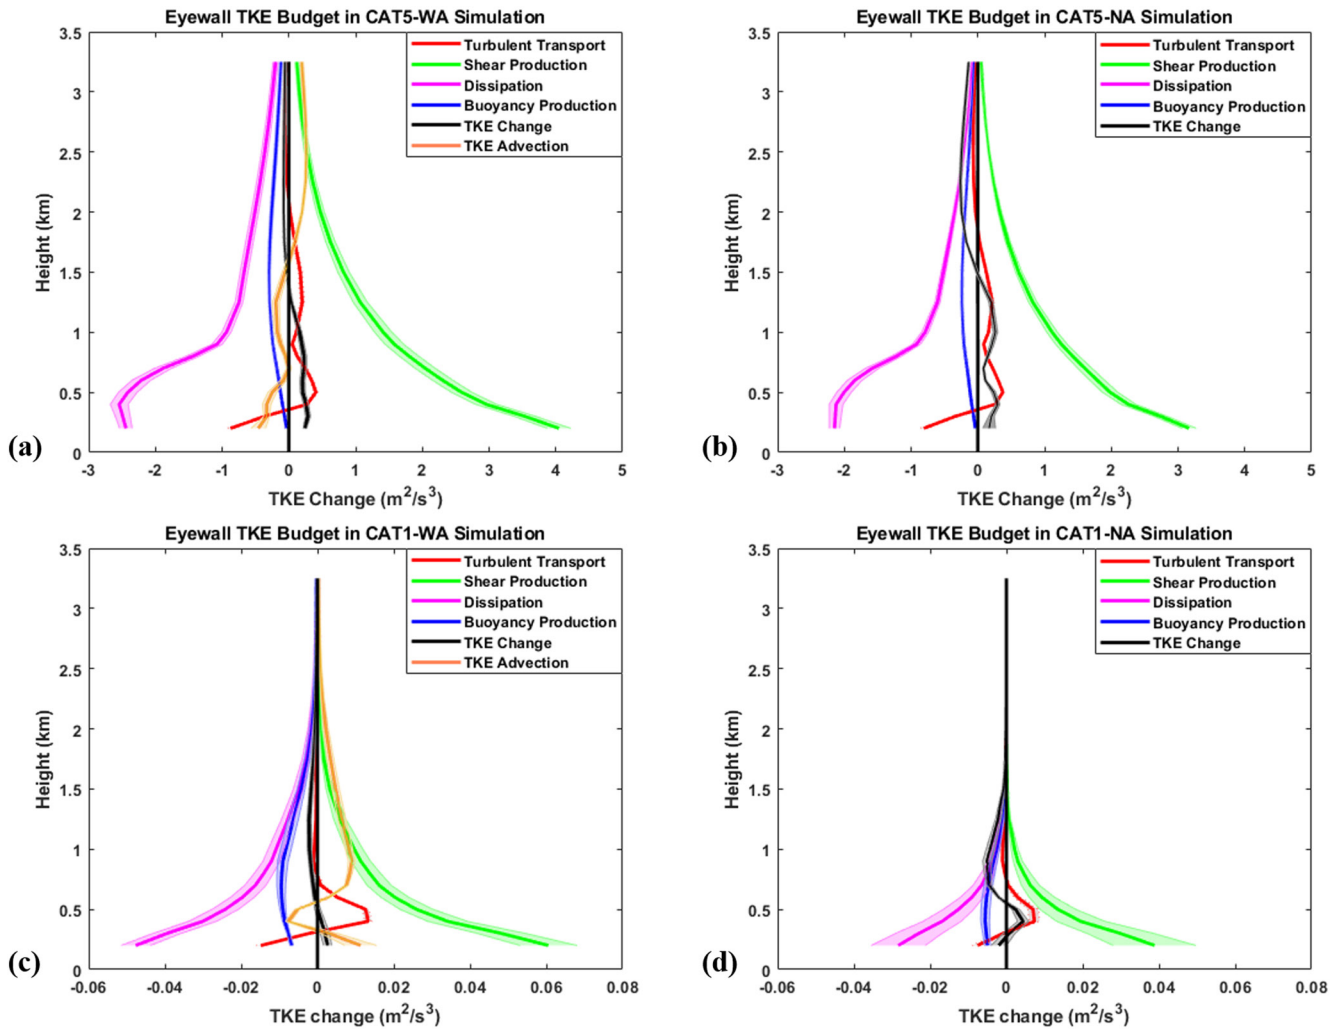 Eyewall TKE Budget in CAT5-WA Simulation
3.5
3
2.5
2
1.5
1
0.5
0
Height (km)
Turbulent Transport
Shear Production
Dissipation
Buoyancy Production
TKE Change
TKE Advection
-3
-2
-1
0
1
2
3
4
5
TKE Change (m²/s³)
(a)
Eyewall TKE Budget in CAT5-NA Simulation
3.5
3
2.5
2
1.5
1
0.5
0
Height (km)
Turbulent Transport
Shear Production
Dissipation
Buoyancy Production
TKE Change
-3
-2
-1
0
1
2
3
4
5
TKE Change (m²/s³)
(b)
Eyewall TKE Budget in CAT1-WA Simulation
3.5
3
2.5
2
1.5
1
0.5
0
Height (km)
Turbulent Transport
Shear Production
Dissipation
Buoyancy Production
TKE Change
TKE Advection
-0.06
-0.04
-0.02
0
0.02
0.04
0.06
0.08
TKE change (m²/s³)
(c)
Eyewall TKE Budget in CAT1-NA Simulation
3.5
3
2.5
2
1.5
1
0.5
0
Height (km)
Turbulent Transport
Shear Production
Dissipation
Buoyancy Production
TKE Change
-0.06
-0.04
-0.02
0
0.02
0.04
0.06
0.08
TKE change (m²/s³)
(d)